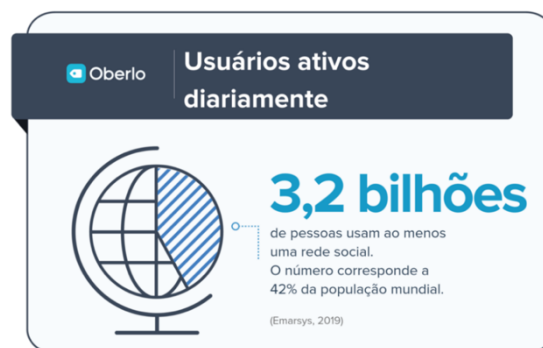 Oberlo
Usuários ativos
diariamente
3,2 bilhões
de pessoas usam ao menos
uma rede social.
O número corresponde a
42% da população mundial.
(Emarsys, 2019)